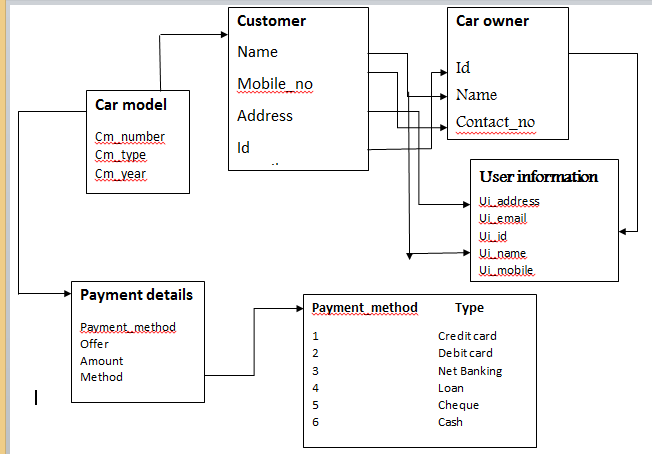 Customer
Name
Mobile_no
Address
Id
Car owner
Id
Name
Contact_no
Car model
Cm_number
Cm_type
Cm_year
User information
Ui_address
Ui_email
Ui_id
Ui_name
Ui_mobile
Payment details
Payment_method
Offer
Amount
Method
Payment_method Type
1 Credit card
2 Debit card
3 Net Banking
4 Loan
5 Cheque
6 Cash